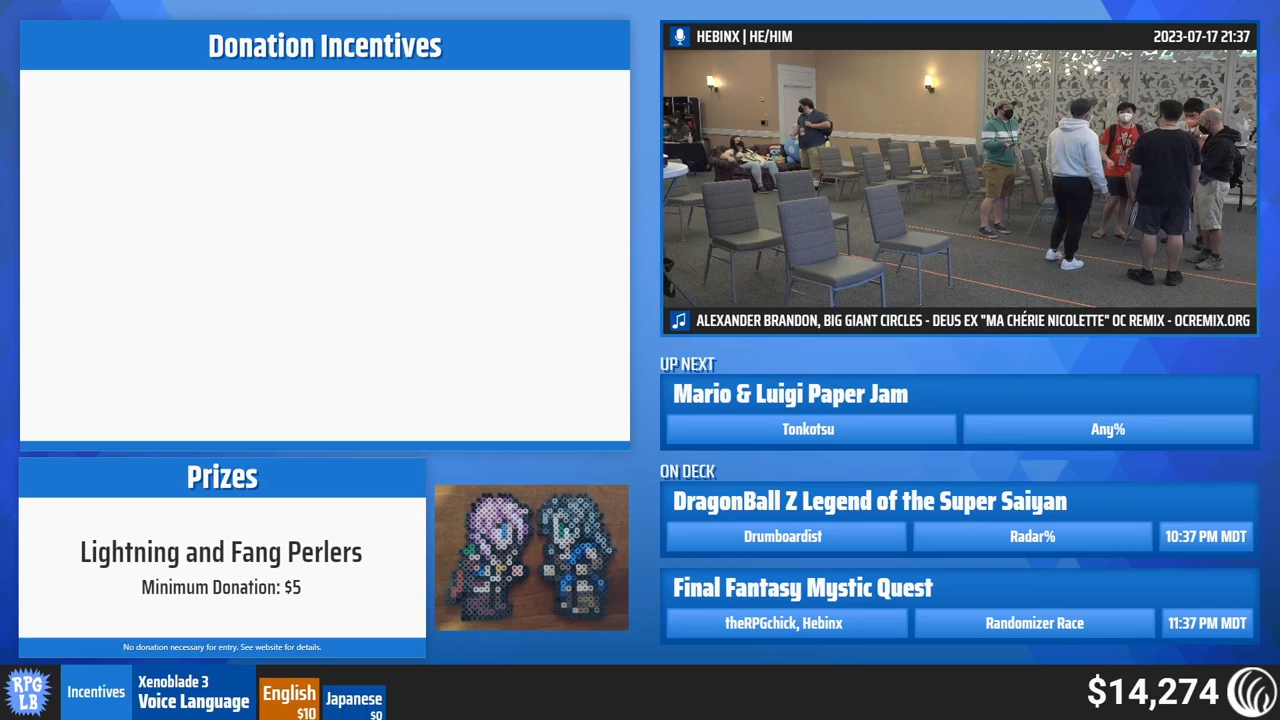 Donation Incentives
HEBINX | HE/HIM
2023-07-17 21:37
ALEXANDER BRANDON, BIG GIANT CIRCLES - DEUS EX "MA CHÉRIE NICOLETTE" OC REMIX - OCREMIX.ORG
UP NEXT
Mario & Luigi Paper Jam
Tonkotsu
Any%
ON DECK
DragonBall Z Legend of the Super Saiyan
Drumboardist
Radar%
10:37 PM MDT
Final Fantasy Mystic Quest
theRPGchick, Hebinx
Randomizer Race
11:37 PM MDT
Prizes
Lightning and Fang Perlers
Minimum Donation: $5
No donation necessary for entry. See website for details.
RPG
LB
Incentives
Xenoblade 3
Voice Language
English
$10
Japanese
$0
$14,274